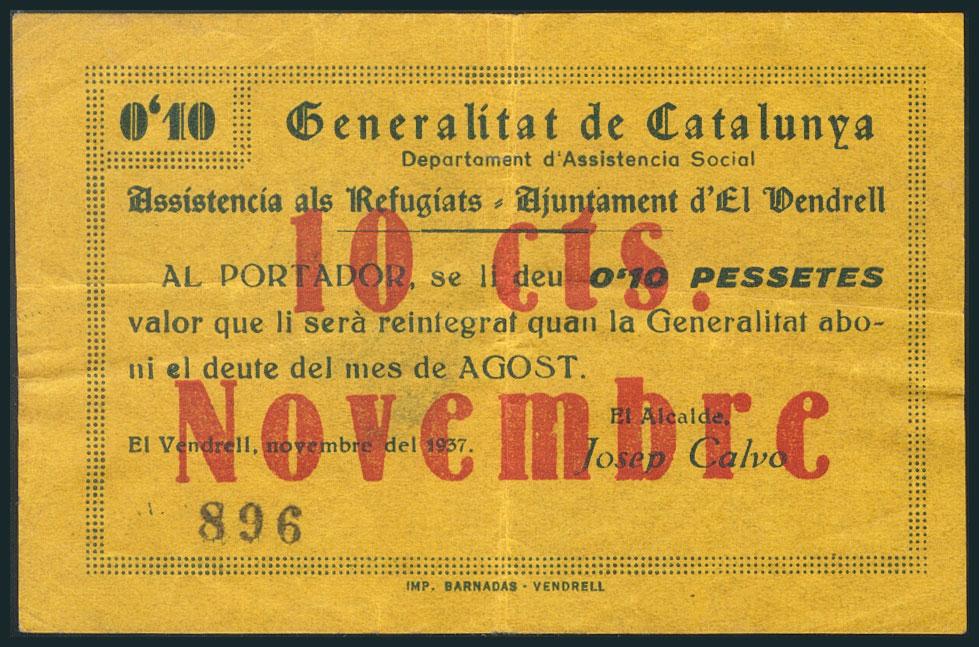 0'10
Generalitat de Catalunya
Departament d'Assistencia Social
Assistencia als Refugiats - Ajuntament d'El Vendrell
10 cts.
AL PORTADOR, se li deu 0'10 PESSETES
valor que li serà reintegrat quan la Generalitat abo-
ni el deute del mes de AGOST.
Novembre
El Alcalde,
El Vendrell, novembre del 1937.
Josep Calvo
896
IMP. BARNADAS - VENDRELL